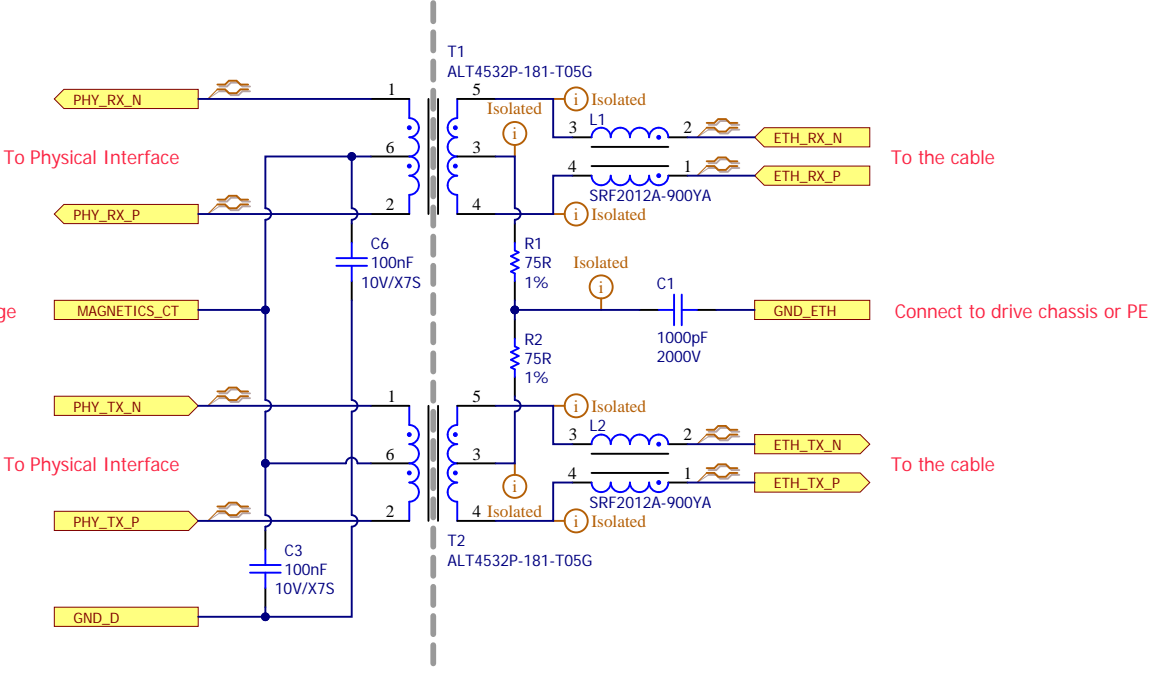 T1
ALT4532P-181-T05G
PHY_RX_N
1
5
Isolated
Isolated
i
i
L1
3
2
ETH_RX_N
To Physical Interface
6
3
To the cable
4
1
ETH_RX_P
SRF2012A-900YA
PHY_RX_P
2
4
i
Isolated
C6
100nF
10V/X7S
R1
75R
1%
Isolated
i
C1
1000pF
2000V
ge
MAGNETICS_CT
GND_ETH
Connect to drive chassis or PE
R2
75R
1%
PHY_TX_N
1
5
i
Isolated
L2
3
2
ETH_TX_N
To Physical Interface
6
3
To the cable
4
1
ETH_TX_P
i
Isolated
SRF2012A-900YA
PHY_TX_P
2
4
i
Isolated
T2
ALT4532P-181-T05G
C3
100nF
10V/X7S
GND_D